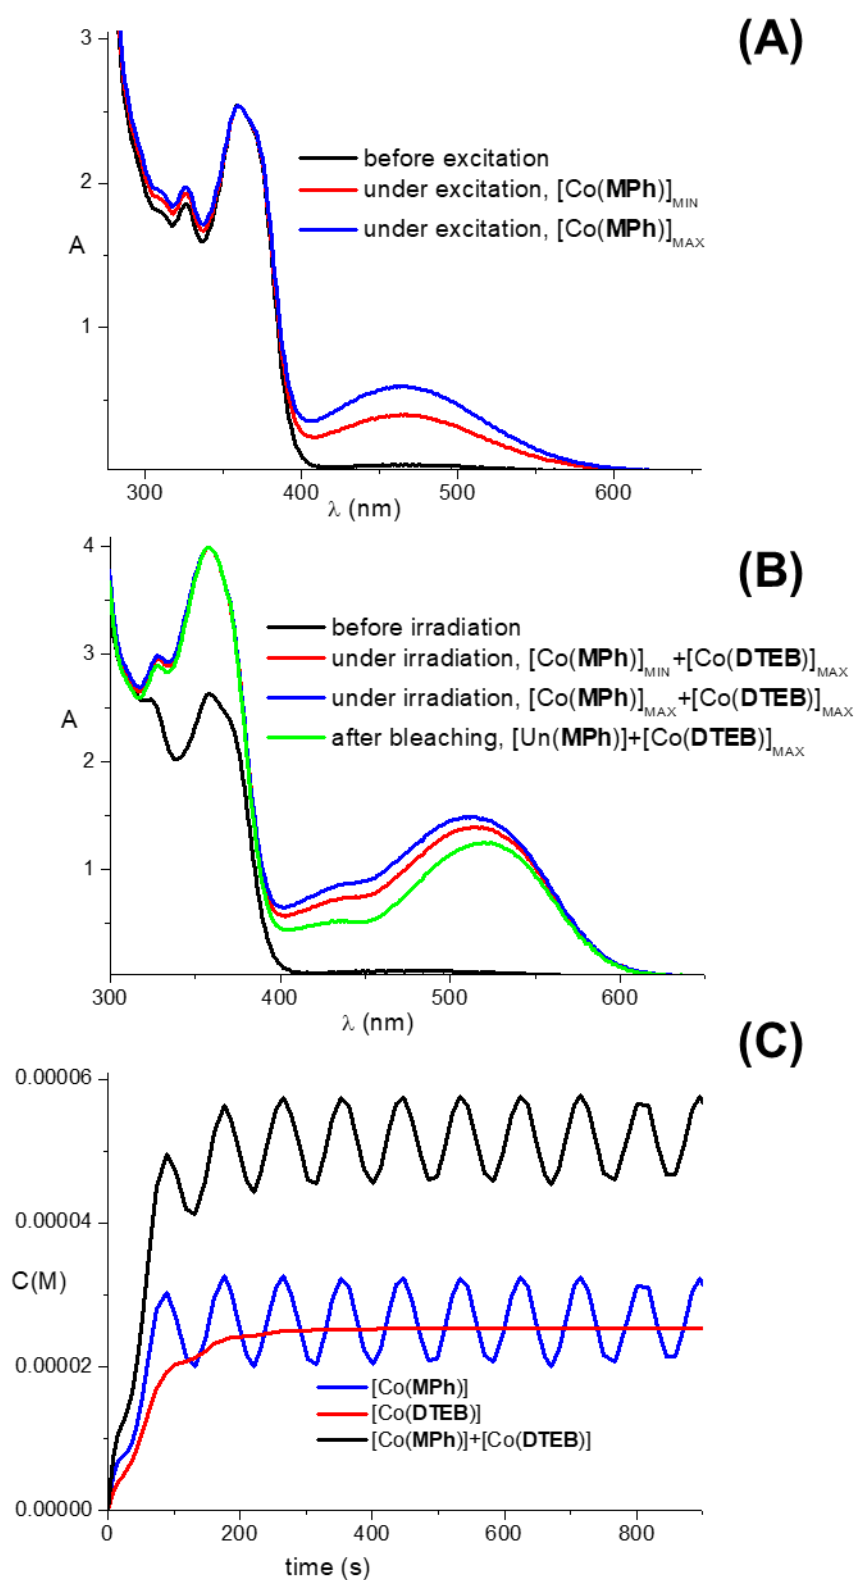 (A)
3
2
1
A
before excitation
under excitation, [Co(MPh)]MIN
under excitation, [Co(MPh)]MAX
300 400 500 600
λ (nm)
(B)
4
3
2
1
A
before irradiation
under irradiation, [Co(MPh)]MIN+[Co(DTEB)]MAX
under irradiation, [Co(MPh)]MAX+[Co(DTEB)]MAX
after bleaching, [Un(MPh)]+[Co(DTEB)]MAX
300 400 500 600
λ (nm)
(C)
0.00006
0.00004
C(M)
0.00002
0.00000
[Co(MPh)]
[Co(DTEB)]
[Co(MPh)]+[Co(DTEB)]
0 200 400 600 800
time (s)